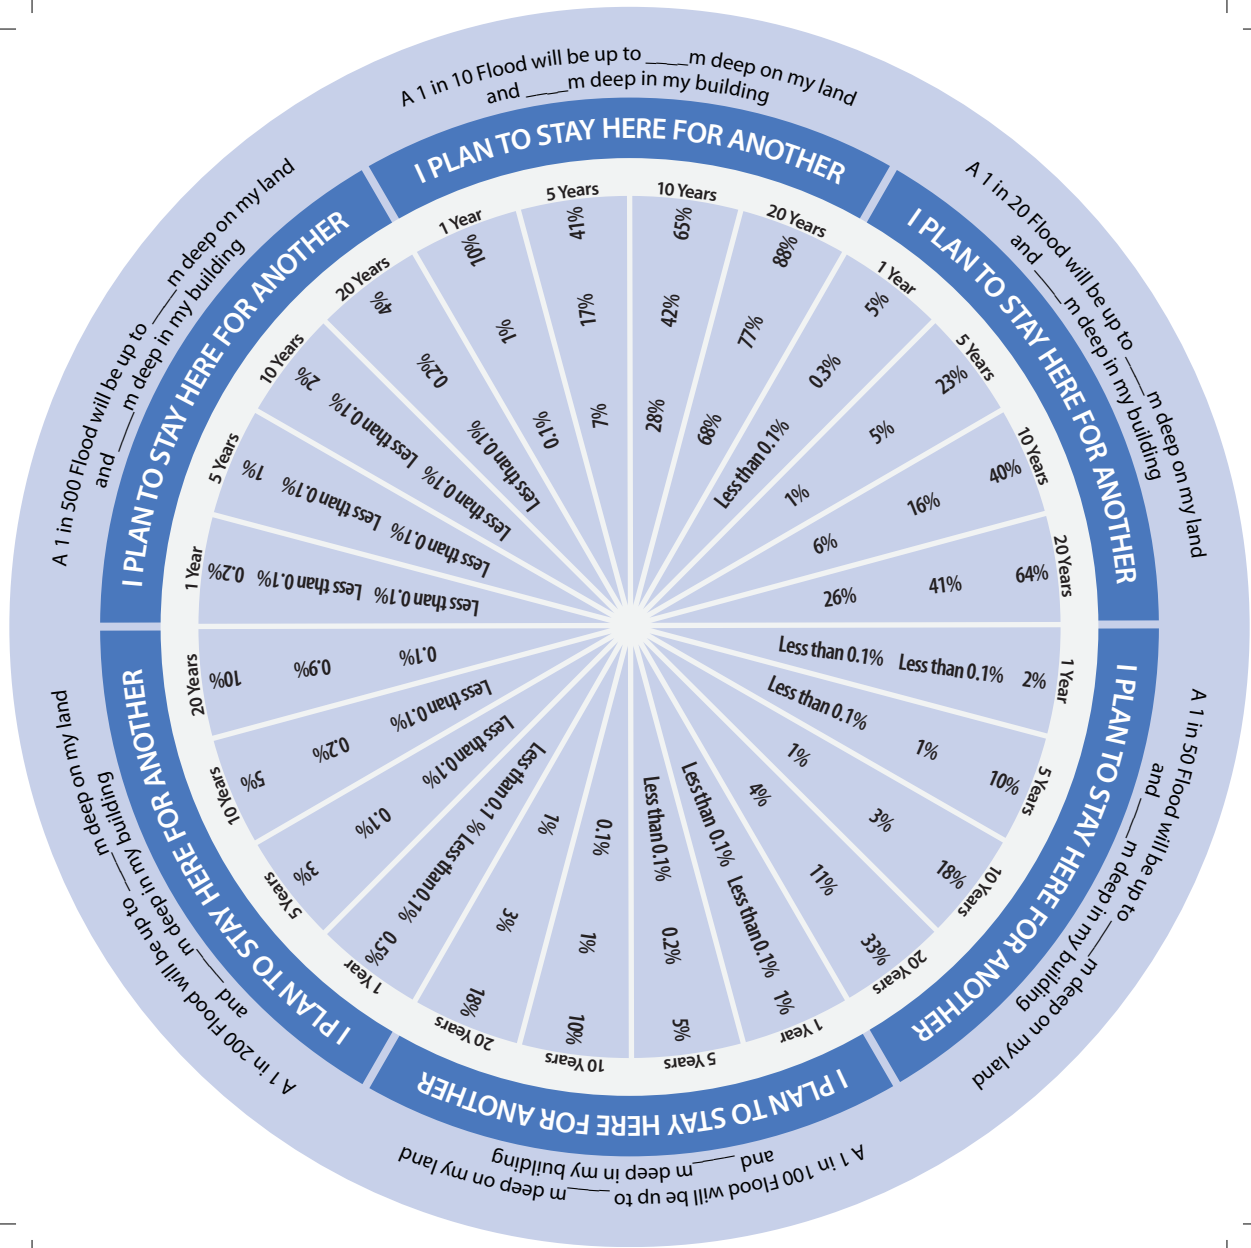 A 1 in 10 Flood will be up to ____m deep on my land
and ____m deep in my building
I PLAN TO STAY HERE FOR ANOTHER
1 Year
10%
1%
0.1%
5 Years
41%
17%
7%
10 Years
65%
42%
28%
20 Years
88%
77%
68%
A 1 in 20 Flood will be up to ____m deep on my land
and ____m deep in my building
I PLAN TO STAY HERE FOR ANOTHER
1 Year
5%
0.3%
Less than 0.1%
5 Years
23%
5%
1%
10 Years
40%
16%
6%
20 Years
64%
41%
26%
A 1 in 50 Flood will be up to ____m deep on my land
and ____m deep in my building
I PLAN TO STAY HERE FOR ANOTHER
1 Year
2%
Less than 0.1%
Less than 0.1%
5 Years
10%
1%
Less than 0.1%
10 Years
18%
3%
1%
20 Years
33%
11%
4%
A 1 in 100 Flood will be up to ____m deep on my land
and ____m deep in my building
I PLAN TO STAY HERE FOR ANOTHER
1 Year
1%
Less than 0.1%
Less than 0.1%
5 Years
5%
0.2%
Less than 0.1%
10 Years
10%
1%
0.1%
20 Years
18%
3%
1%
A 1 in 200 Flood will be up to ____m deep on my land
and ____m deep in my building
I PLAN TO STAY HERE FOR ANOTHER
1 Year
0.5%
Less than 0.1%
Less than 0.1 %
5 Years
3%
0.1%
Less than 0.1%
10 Years
5%
0.2%
Less than 0.1%
20 Years
10%
0.9%
0.1%
A 1 in 500 Flood will be up to ____m deep on my land
and ____m deep in my building
I PLAN TO STAY HERE FOR ANOTHER
1 Year
0.2%
Less than 0.1%
Less than 0.1%
5 Years
1%
Less than 0.1%
Less than 0.1%
10 Years
2%
Less than 0.1%
Less than 0.1%
20 Years
4%
0.2%
Less than 0.1%